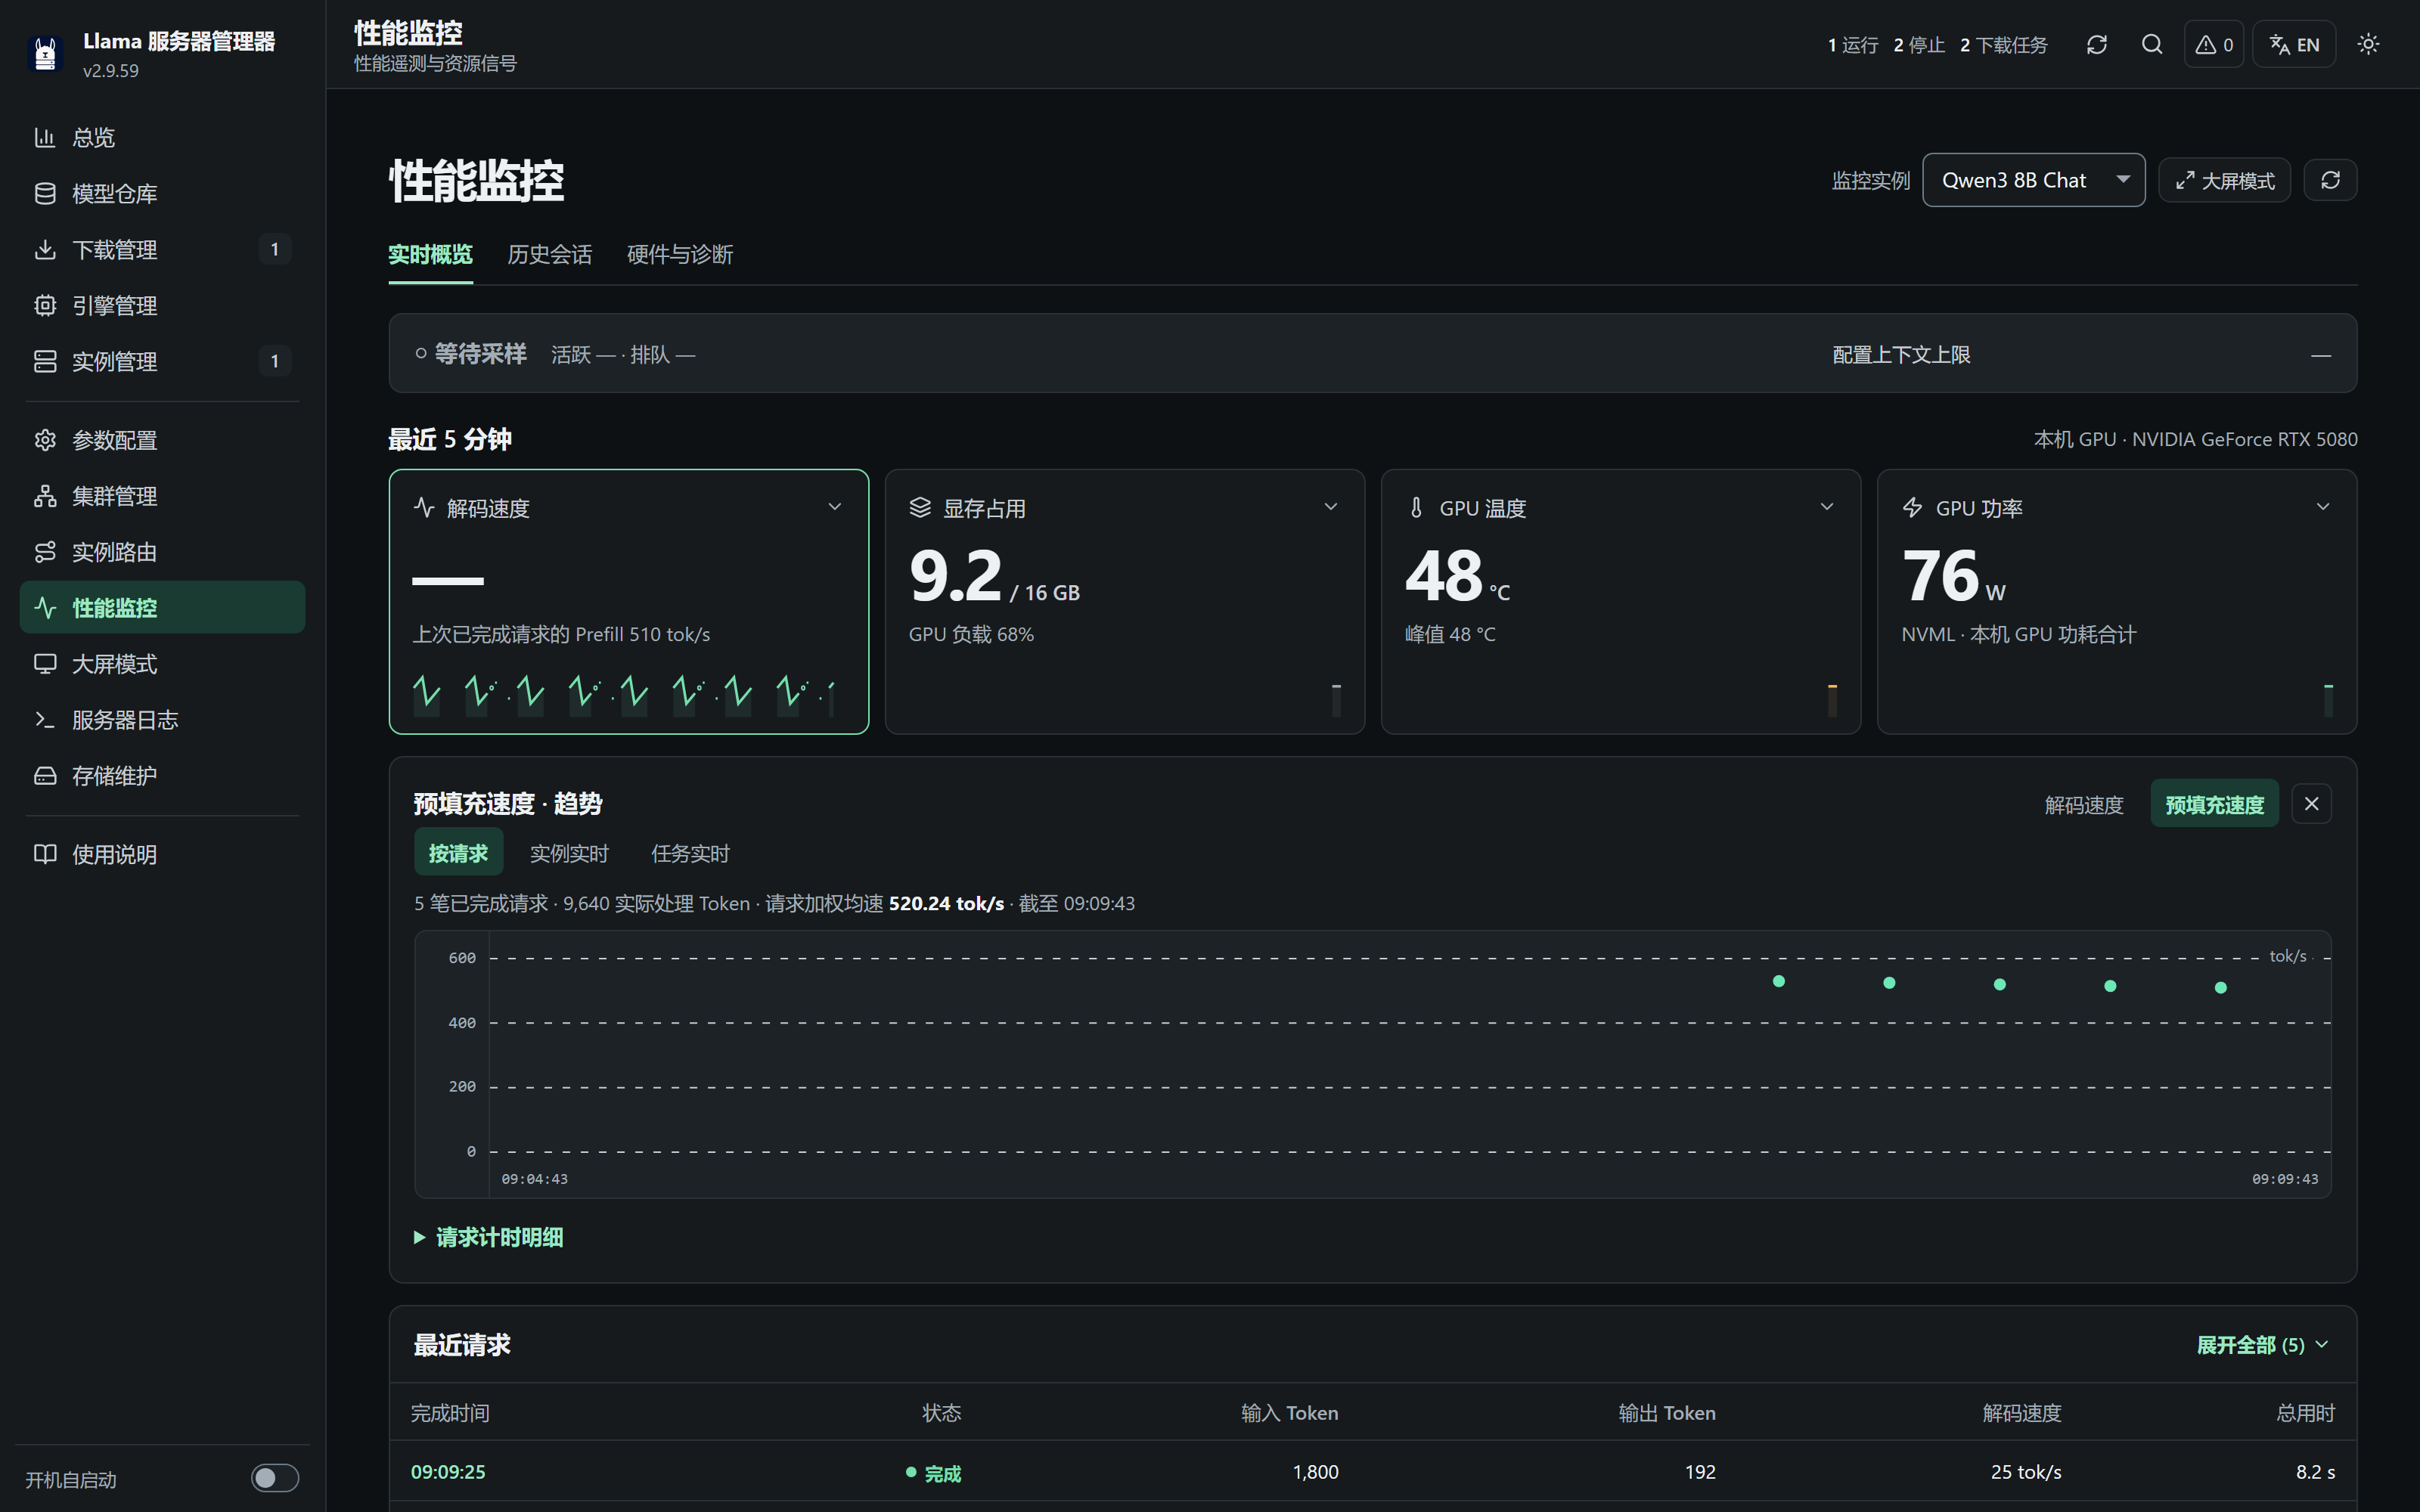 Llama 服务器管理器
v2.9.59
总览
模型仓库
下载管理 1
引擎管理
实例管理 1
参数配置
集群管理
实例路由
性能监控
大屏模式
服务器日志
存储维护
使用说明
开机自启动
性能监控
性能遥测与资源信号
1 运行 2 停止 2 下载任务
0
EN
性能监控
监控实例 Qwen3 8B Chat 大屏模式
实时概览 历史会话 硬件与诊断
等待采样 活跃 — · 排队 — 配置上下文上限 —
最近 5 分钟 本机 GPU · NVIDIA GeForce RTX 5080
解码速度
—
上次已完成请求的 Prefill 510 tok/s
显存占用
9.2 / 16 GB
GPU 负载 68%
GPU 温度
48 °C
峰值 48 °C
GPU 功率
76 W
NVML · 本机 GPU 功耗合计
预填充速度 · 趋势 解码速度 预填充速度
按请求 实例实时 任务实时
5 笔已完成请求 · 9,640 实际处理 Token · 请求加权均速 520.24 tok/s · 截至 09:09:43
600 tok/s
400
200
0
09:04:43 09:09:43
请求计时明细
最近请求 展开全部 (5)
完成时间 状态 输入 Token 输出 Token 解码速度 总用时
09:09:25 完成 1,800 192 25 tok/s 8.2 s